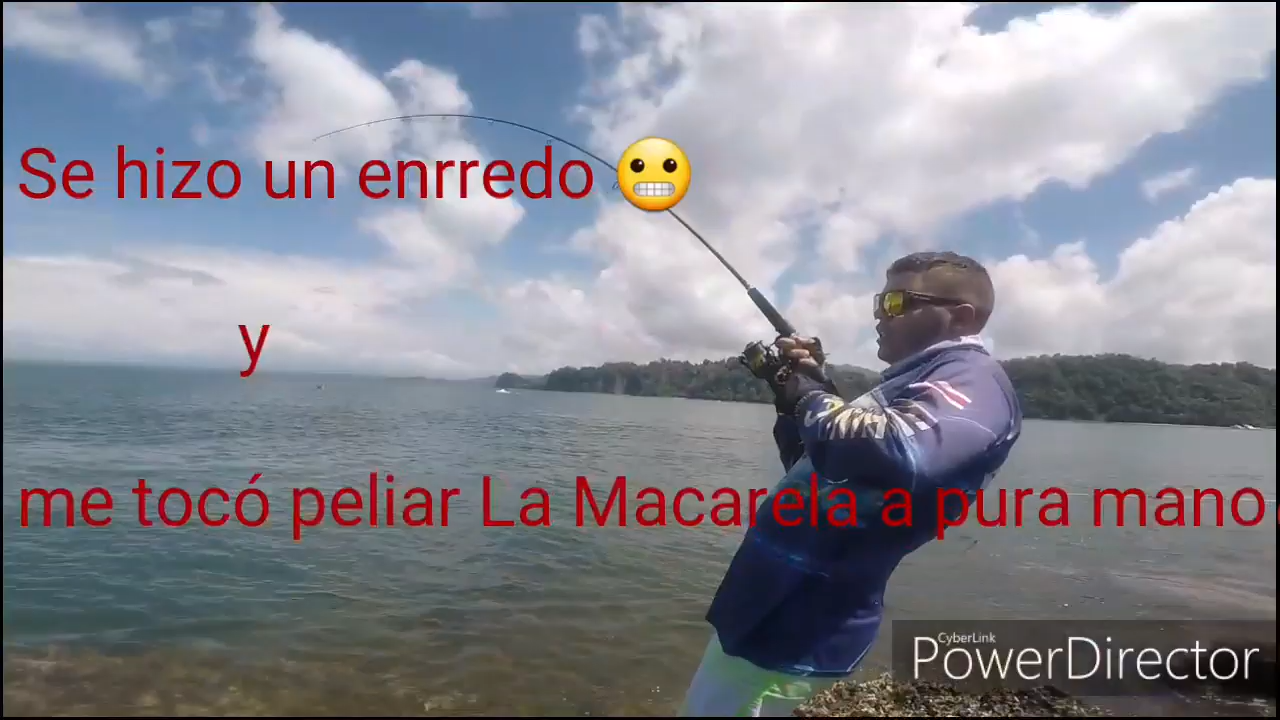 Se hizo un enrredo 😬
y
me tocó peliar La Macarela a pura mano
CyberLink
PowerDirector